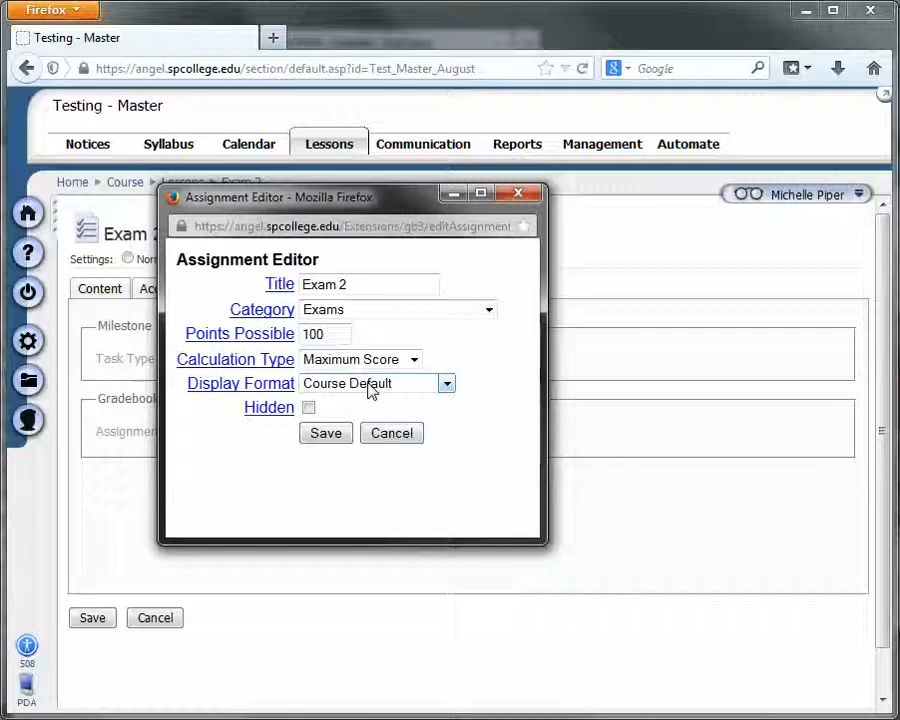 Firefox
Testing - Master
https://angel.spcollege.edu/section/default.asp?id=Test_Master_August
Google
Testing - Master
Notices
Syllabus
Calendar
Lessons
Communication
Reports
Management
Automate
Home
Course
Michelle Piper
Exam
Settings:
Content
Milestone
Task Type
Gradebook
Assignment Editor - Mozilla Firefox
https://angel.spcollege.edu/Extensions/gb3/editAssignment
Assignment Editor
Title Exam 2
Category Exams
Points Possible 100
Calculation Type Maximum Score
Display Format Course Default
Hidden
Save Cancel
Save Cancel
508
PDA